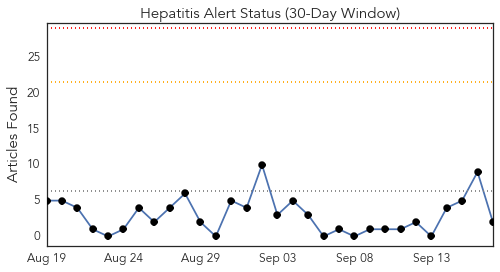 Hepatitis Alert Status (30-Day Window)
Articles Found
25
20
15
10
5
0
Aug 19 Aug 24 Aug 29 Sep 03 Sep 08 Sep 13